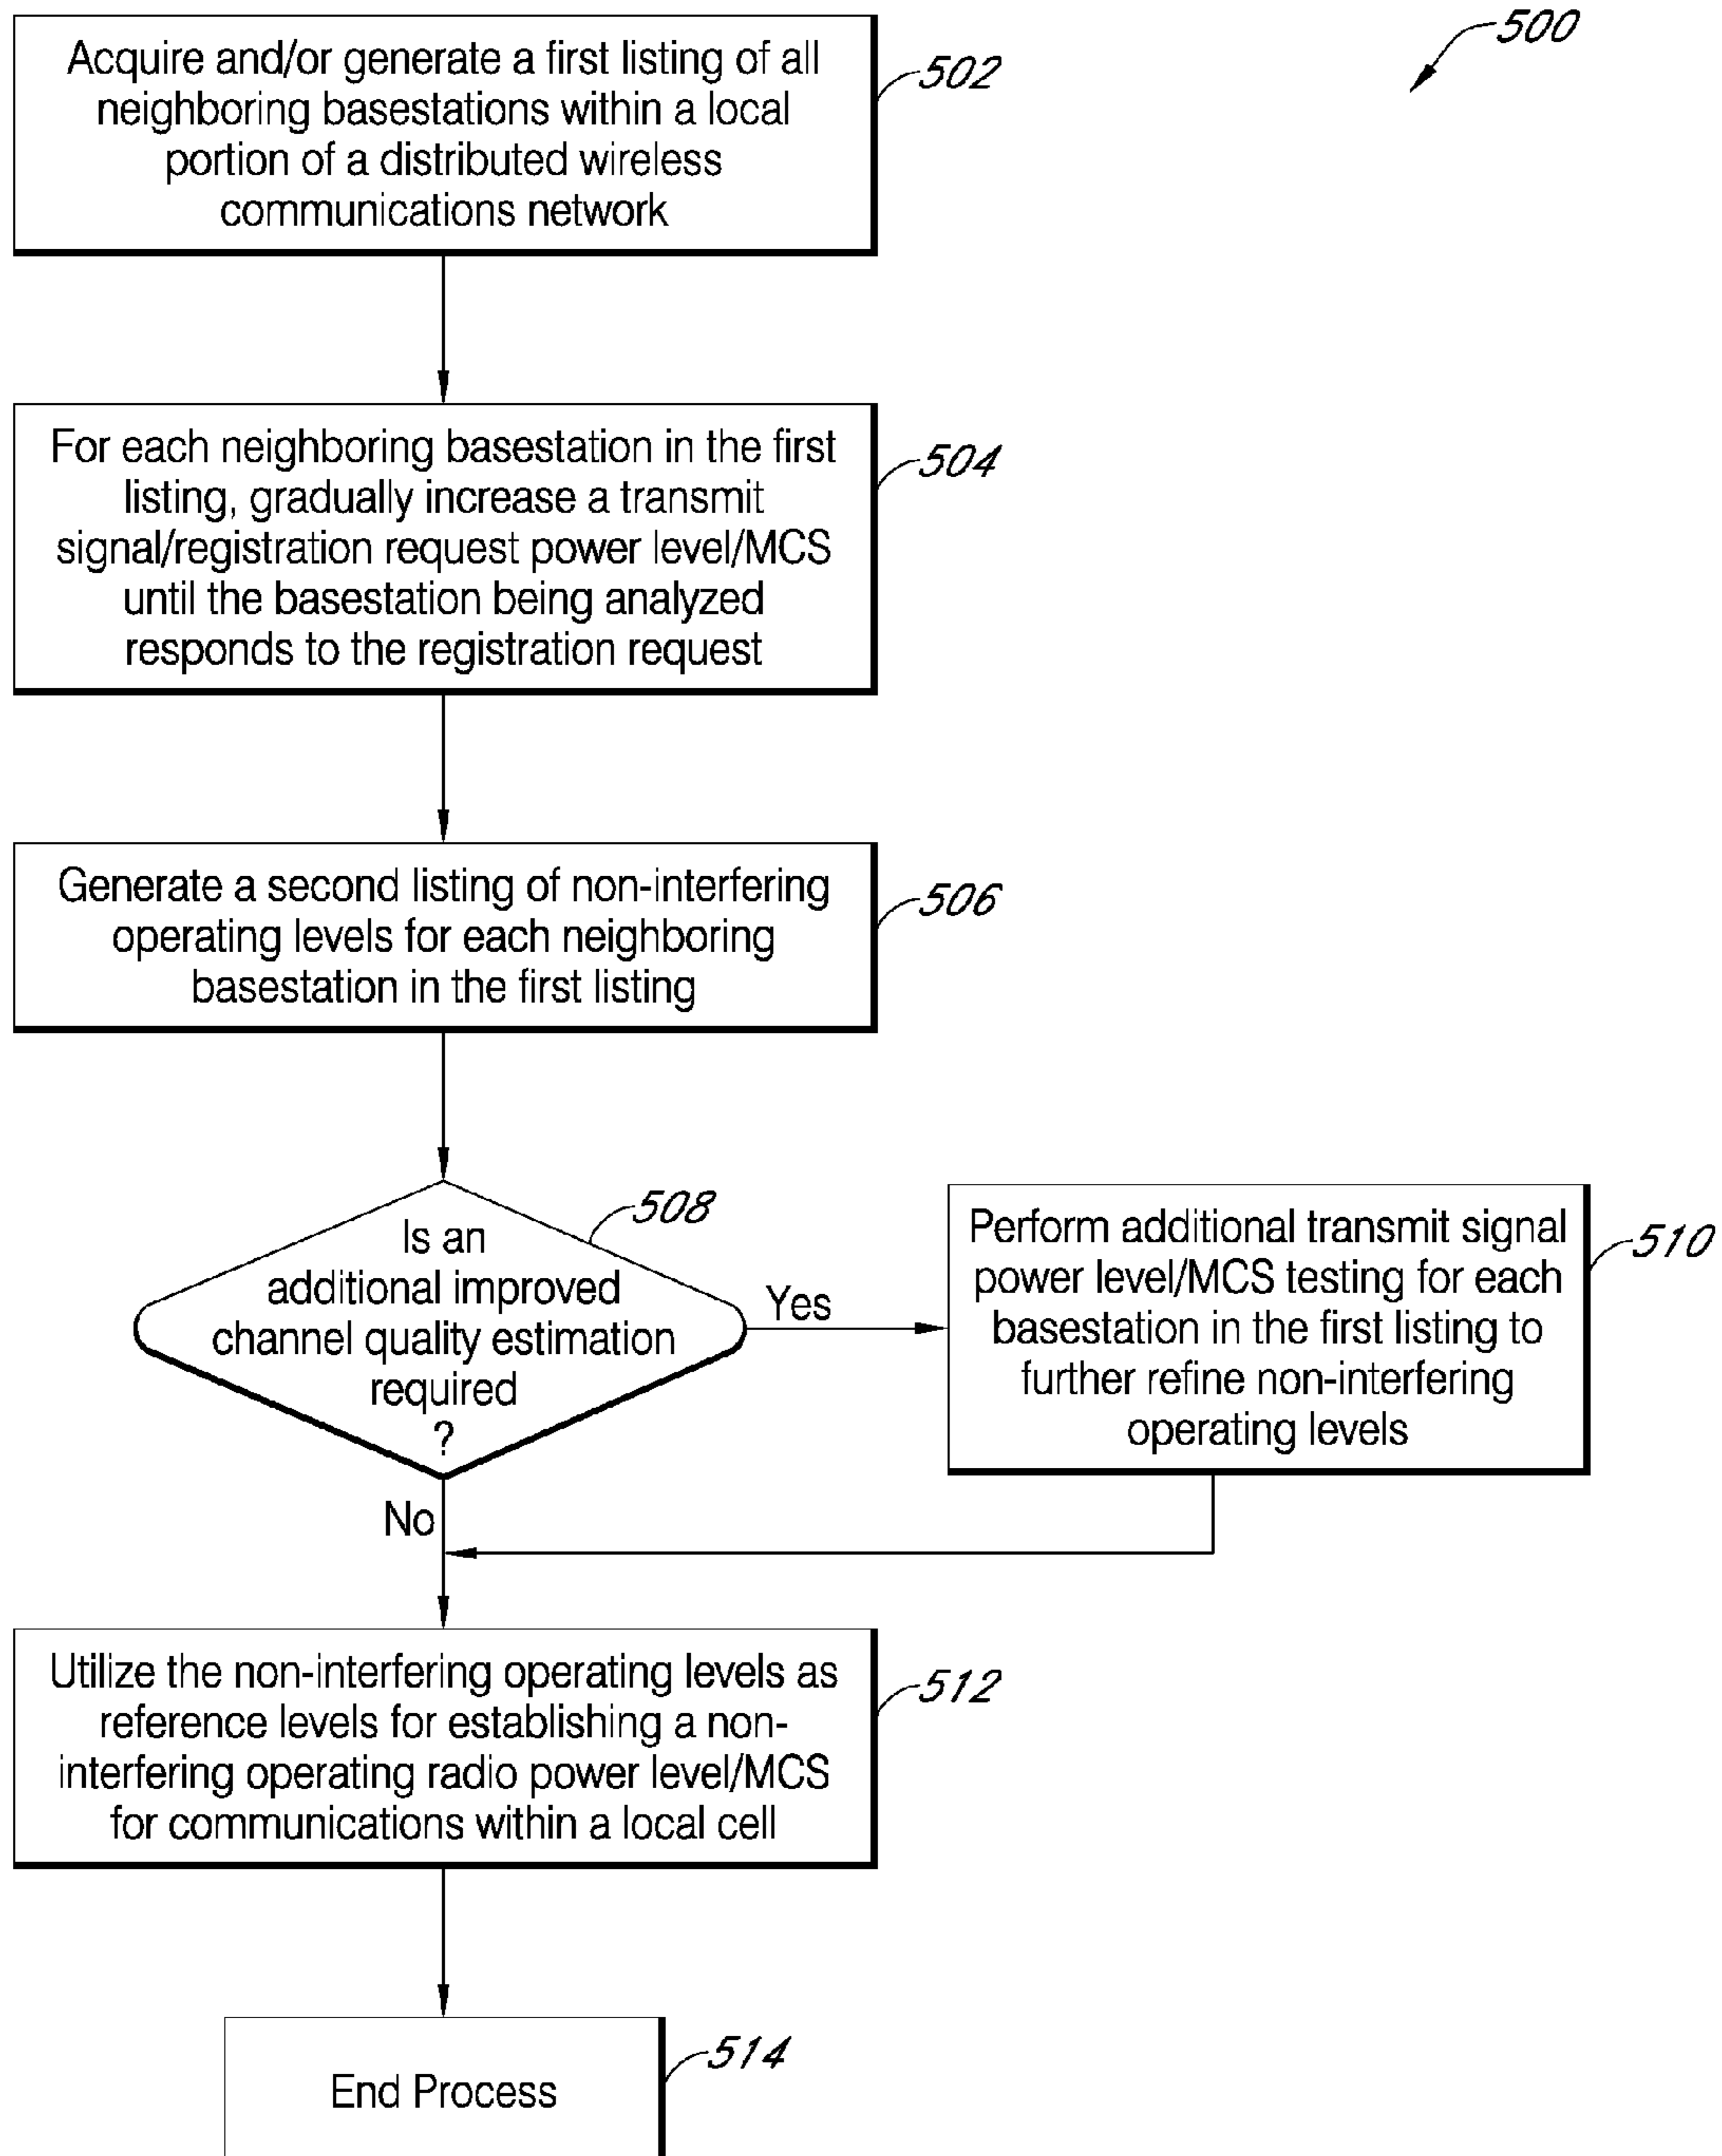 500
Acquire and/or generate a first listing of all
neighboring basestations within a local
portion of a distributed wireless
communications network
502
For each neighboring basestation in the first
listing, gradually increase a transmit
signal/registration request power level/MCS
until the basestation being analyzed
responds to the registration request
504
Generate a second listing of non-interfering
operating levels for each neighboring
basestation in the first listing
506
Is an
additional improved
channel quality estimation
required
?
508
Yes
Perform additional transmit signal
power level/MCS testing for each
basestation in the first listing to
further refine non-interfering
operating levels
510
No
Utilize the non-interfering operating levels as
reference levels for establishing a non-
interfering operating radio power level/MCS
for communications within a local cell
512
End Process
514